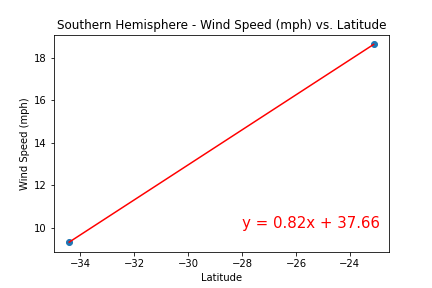 Southern Hemisphere - Wind Speed (mph) vs. Latitude
18
16
14
12
10
Wind Speed (mph)
y = 0.82x + 37.66
−34
−32
−30
−28
−26
−24
Latitude